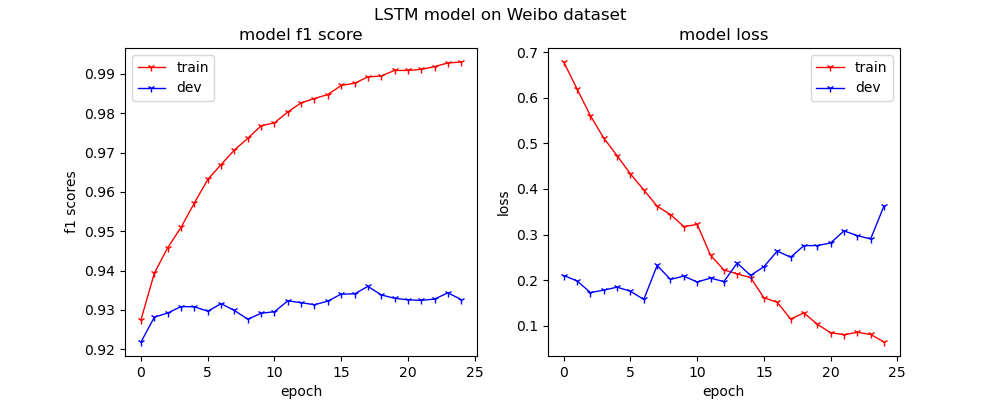 LSTM model on Weibo dataset
model f1 score
train
dev
0.99
0.98
0.97
0.96
0.95
0.94
0.93
0.92
f1 scores
0
5
10
15
20
25
epoch
model loss
train
dev
0.7
0.6
0.5
0.4
0.3
0.2
0.1
loss
0
5
10
15
20
25
epoch